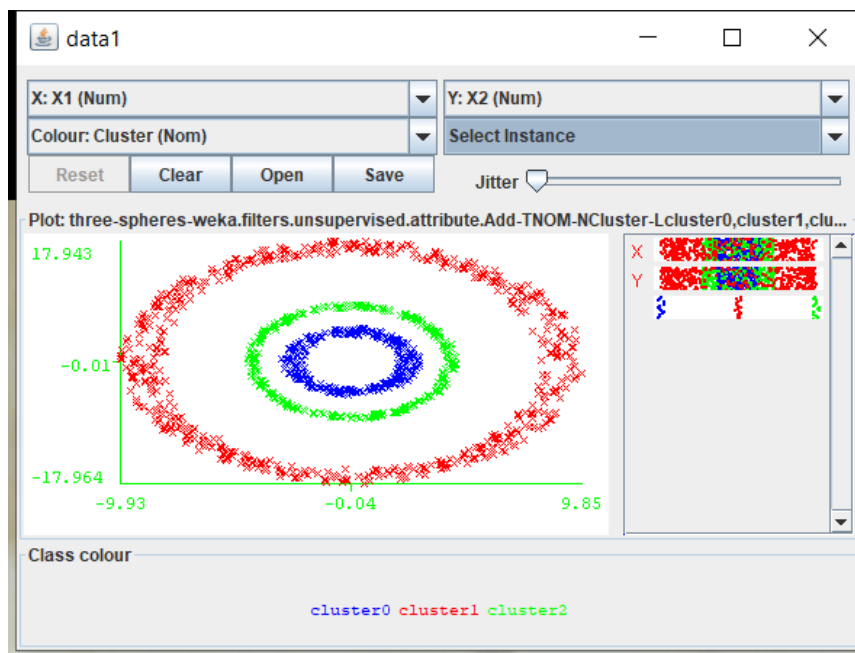 data1
X: X1 (Num) Y: X2 (Num)
Colour: Cluster (Nom) Select Instance
Reset Clear Open Save Jitter
Plot: three-spheres-weka.filters.unsupervised.attribute.Add-TNOM-NCluster-Lcluster0,cluster1,clu...
17.943
-0.01
-17.964
-9.93 -0.04 9.85
X
Y
Class colour
cluster0 cluster1 cluster2